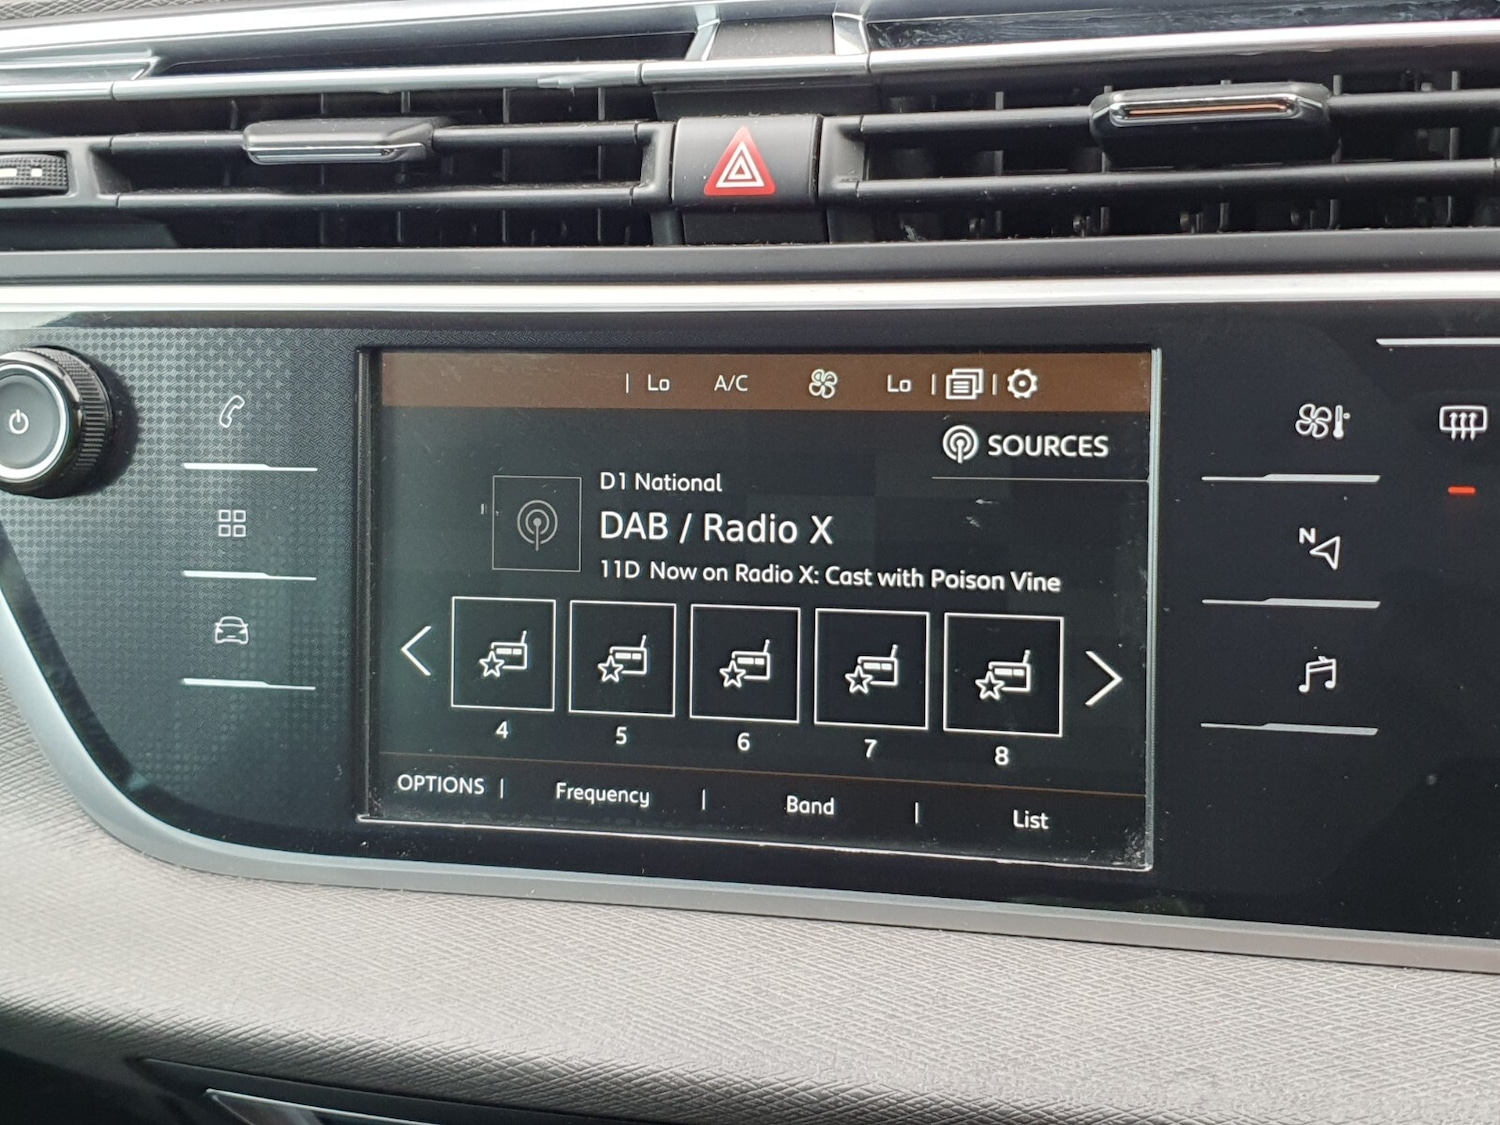 Lo A/C Lo
SOURCES
D1 National
DAB / Radio X
11D Now on Radio X: Cast with Poison Vine
4 5 6 7 8
OPTIONS | Frequency | Band | List
N